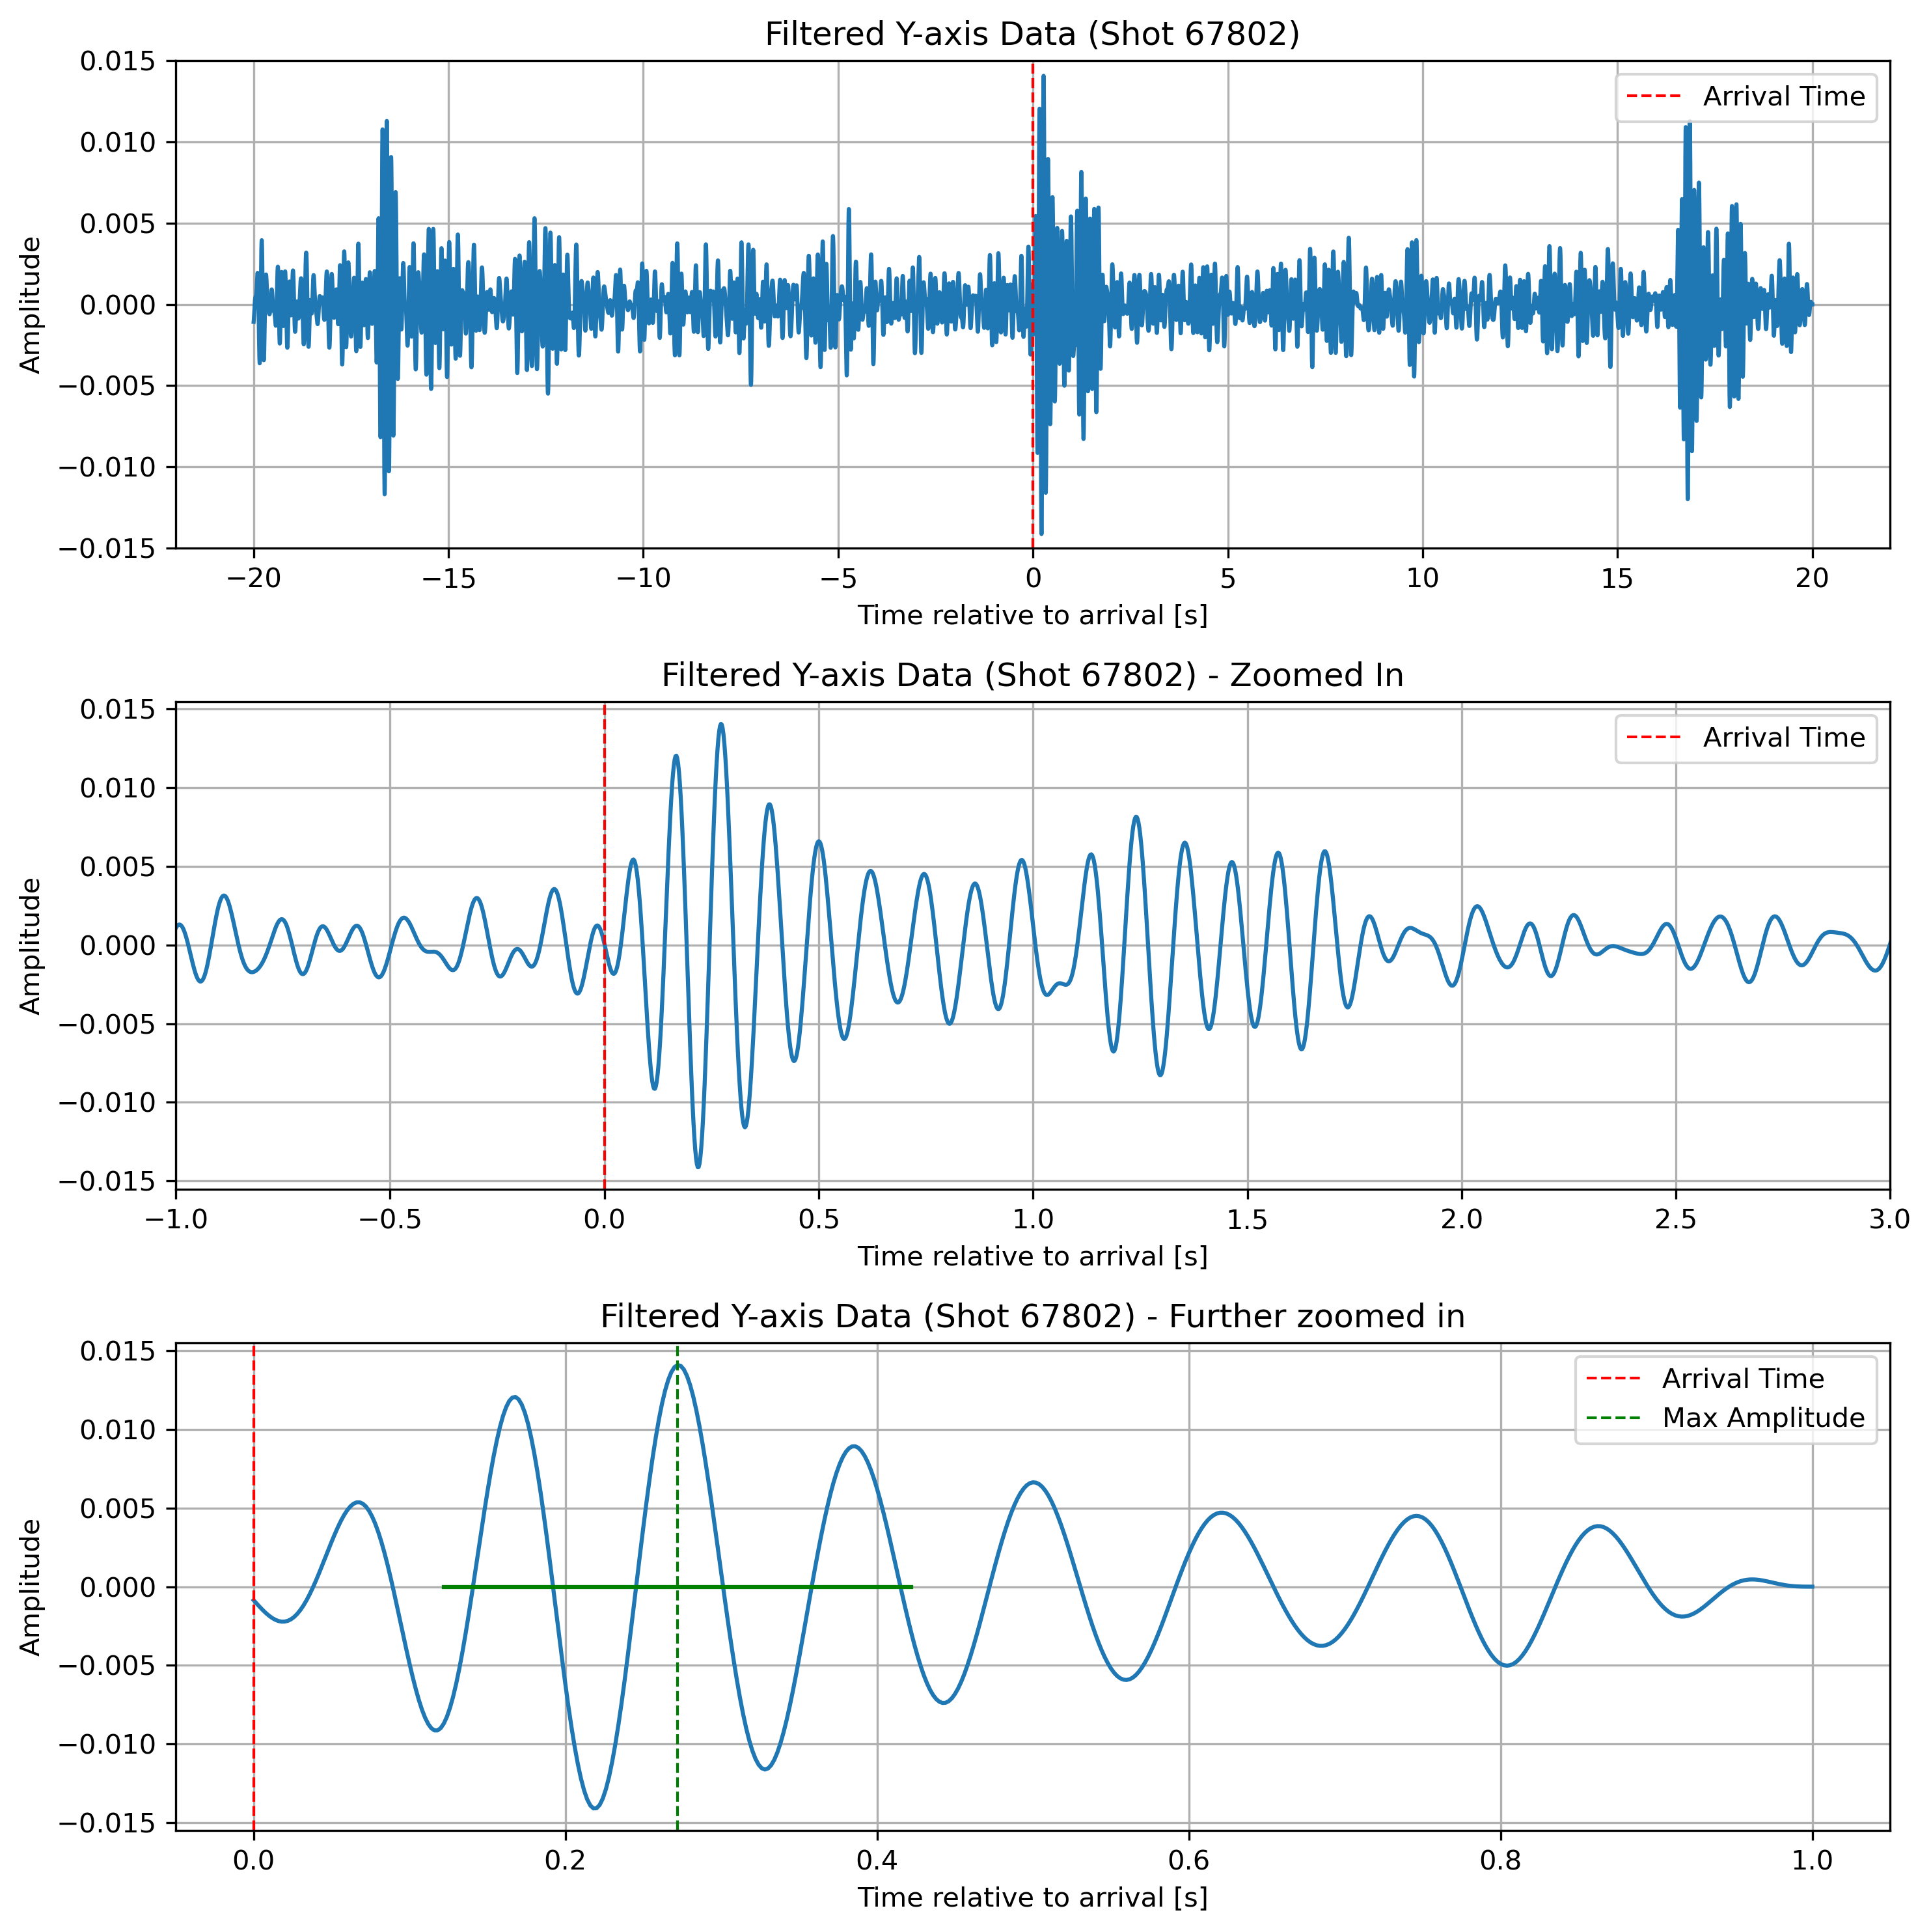 Filtered Y-axis Data (Shot 67802)
0.015
0.010
0.005
0.000
−0.005
−0.010
−0.015
Amplitude
Arrival Time
−20 −15 −10 −5 0 5 10 15 20
Time relative to arrival [s]
Filtered Y-axis Data (Shot 67802) - Zoomed In
0.015
0.010
0.005
0.000
−0.005
−0.010
−0.015
Amplitude
Arrival Time
−1.0 −0.5 0.0 0.5 1.0 1.5 2.0 2.5 3.0
Time relative to arrival [s]
Filtered Y-axis Data (Shot 67802) - Further zoomed in
0.015
0.010
0.005
0.000
−0.005
−0.010
−0.015
Amplitude
Arrival Time
Max Amplitude
0.0 0.2 0.4 0.6 0.8 1.0
Time relative to arrival [s]